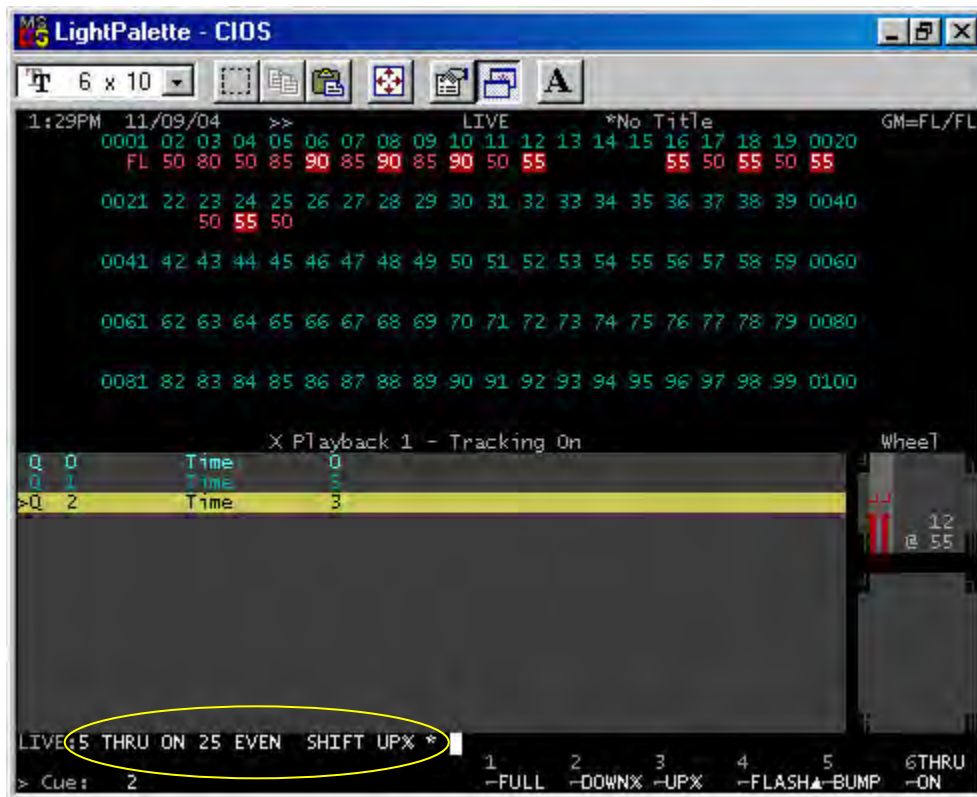 LightPalette - CIOS
6 x 10
1:29PM 11/09/04 >> LIVE *No Title GM=FL/FL
0001 02 03 04 05 06 07 08 09 10 11 12 13 14 15 16 17 18 19 0020
FL 50 80 50 85 90 85 90 85 90 50 55 55 50 55 50 55
0021 22 23 24 25 26 27 28 29 30 31 32 33 34 35 36 37 38 39 0040
50 55 50
0041 42 43 44 45 46 47 48 49 50 51 52 53 54 55 56 57 58 59 0060
0061 62 63 64 65 66 67 68 69 70 71 72 73 74 75 76 77 78 79 0080
0081 82 83 84 85 86 87 88 89 90 91 92 93 94 95 96 97 98 99 0100
X Playback 1 - Tracking On Wheel
Q 0 Time 0
Q 1 Time 5
>Q 2 Time 3
12
@ 55
LIVE:5 THRU ON 25 EVEN SHIFT UP% *
1 2 3 4 5 6THRU
> Cue: 2 ¬FULL ¬DOWN% ¬UP% ¬FLASH▲¬BUMP ¬ON